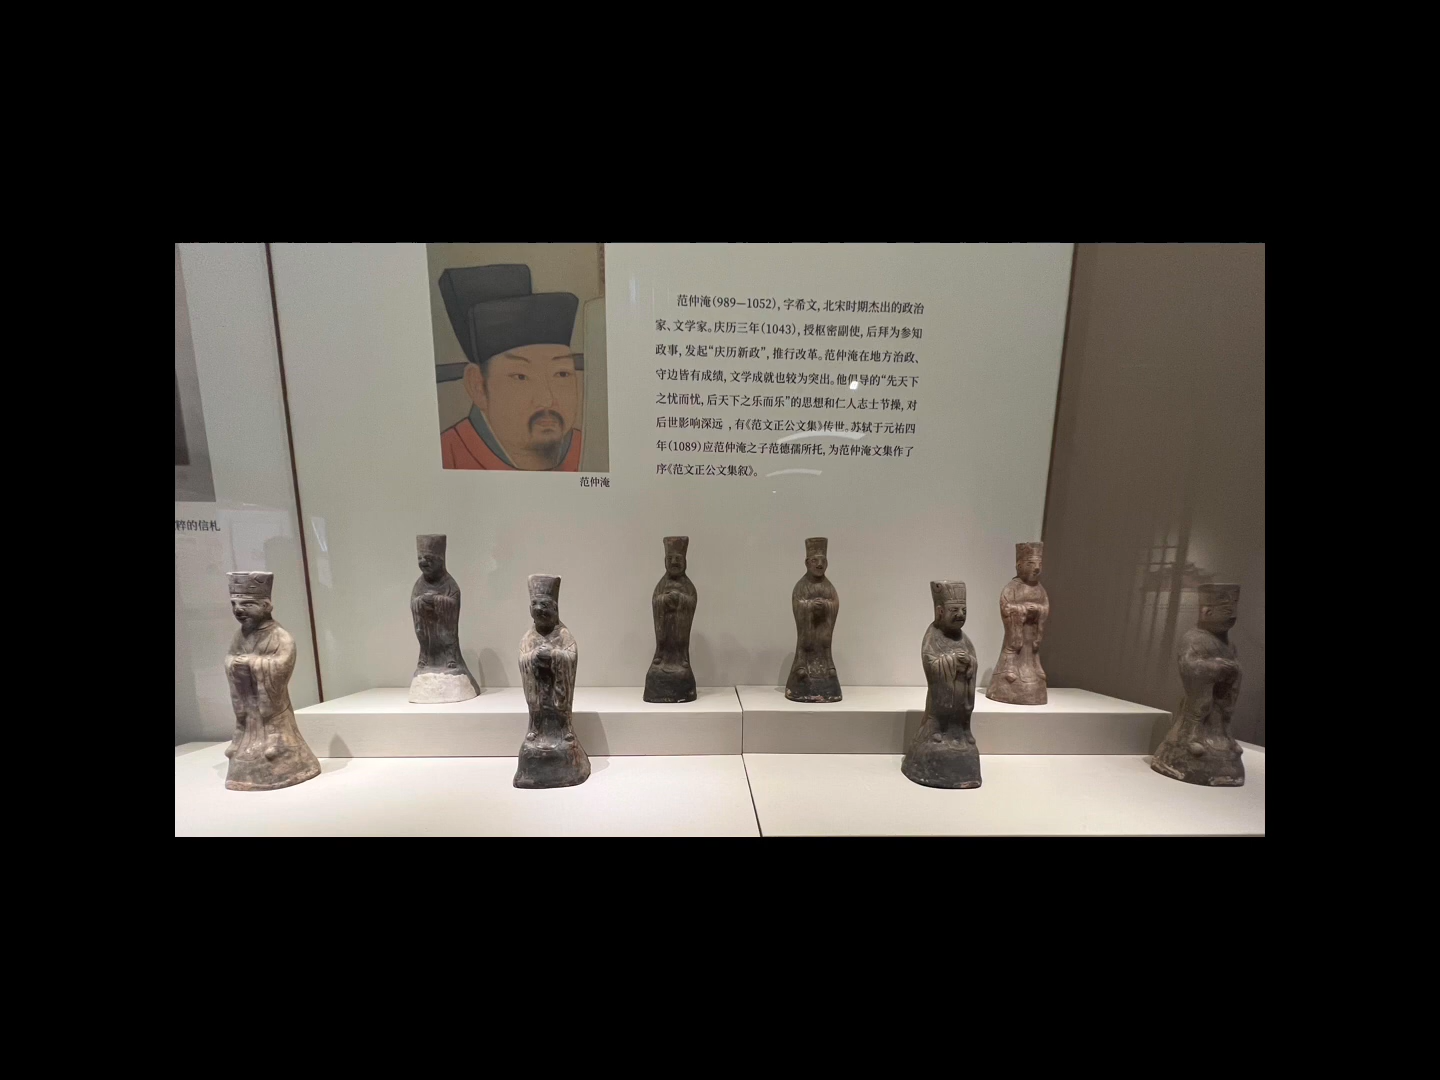 范仲淹(989—1052),字希文,北宋时期杰出的政治
家、文学家。庆历三年(1043),授枢密副使,后拜为参知
政事,发起“庆历新政”,推行改革。范仲淹在地方治政、
守边皆有成绩,文学成就也较为突出。他倡导的“先天下
之忧而忧,后天下之乐而乐”的思想和仁人志士节操,对
后世影响深远 ,有《范文正公文集》传世。苏轼于元祐四
年(1089)应范仲淹之子范德孺所托,为范仲淹文集作了
序《范文正公文集叙》。
范仲淹
粹的信札